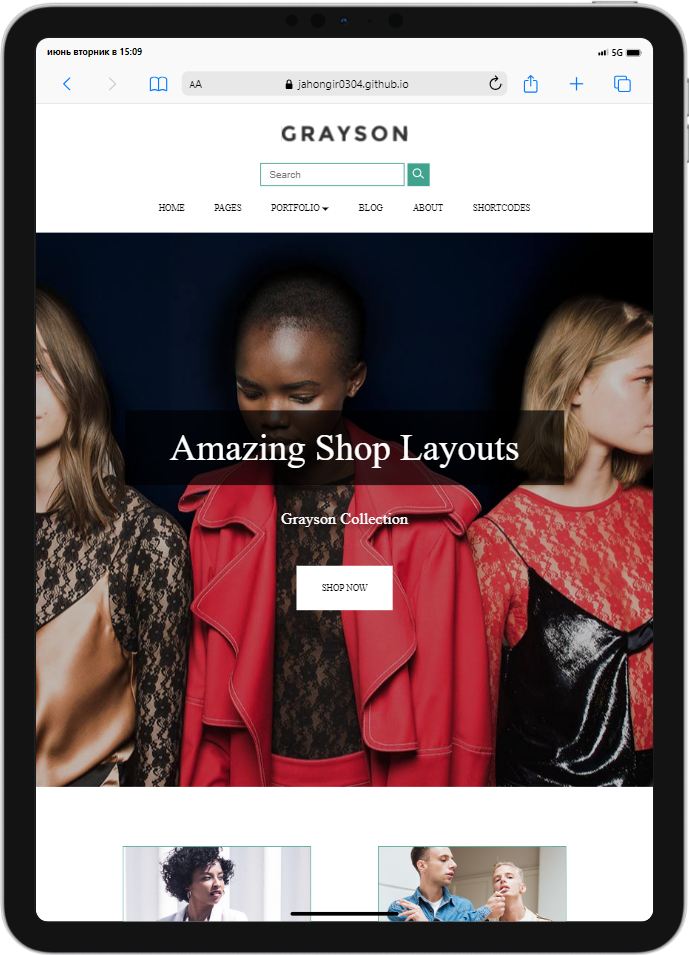 июнь вторник в 15:09
5G
AA
jahongir0304.github.io
GRAYSON
Search
HOME PAGES PORTFOLIO BLOG ABOUT SHORTCODES
Amazing Shop Layouts
Grayson Collection
SHOP NOW